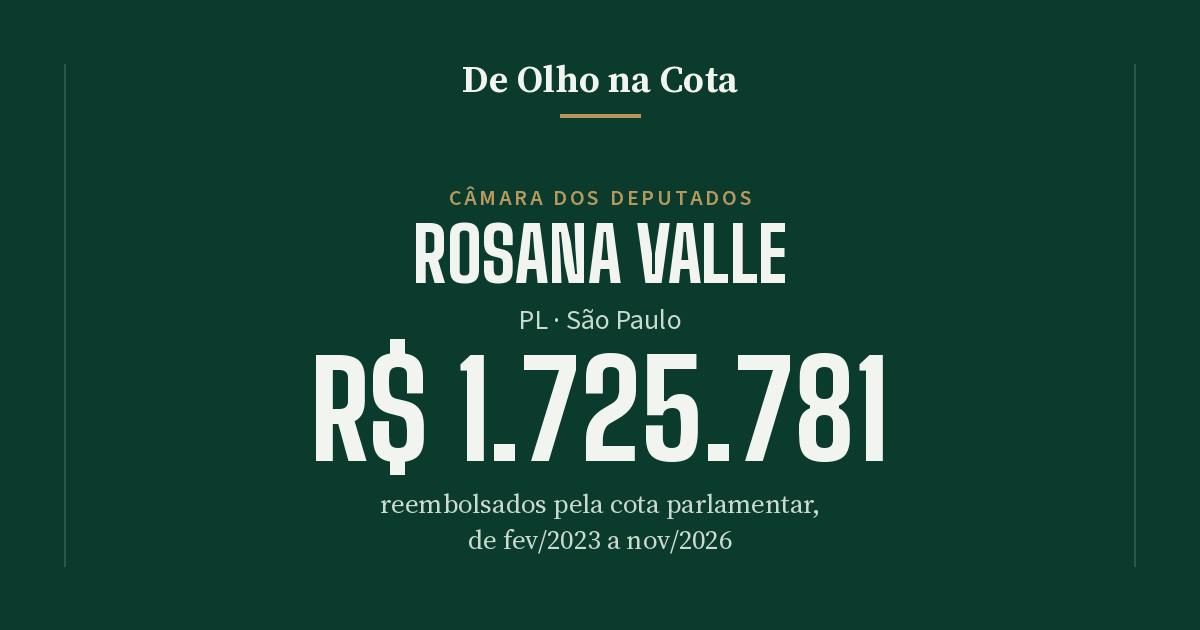 De Olho na Cota
CÂMARA DOS DEPUTADOS
ROSANA VALLE
PL · São Paulo
R$ 1.725.781
reembolsados pela cota parlamentar,
de fev/2023 a nov/2026